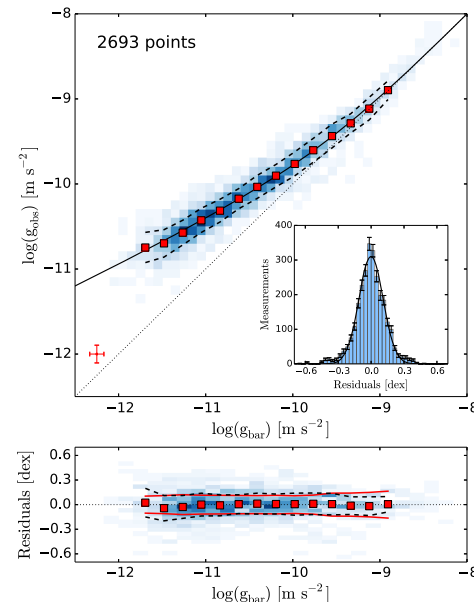 2693 points
−8
−9
−10
−11
−12
log(g_obs) [m s⁻²]
400
300
200
100
0
Measurements
−0.6 −0.3 0.0 0.3 0.6
Residuals [dex]
−12 −11 −10 −9 −8
log(g_bar) [m s⁻²]
0.6
0.3
0.0
−0.3
−0.6
Residuals [dex]
−12 −11 −10 −9 −8
log(g_bar) [m s⁻²]